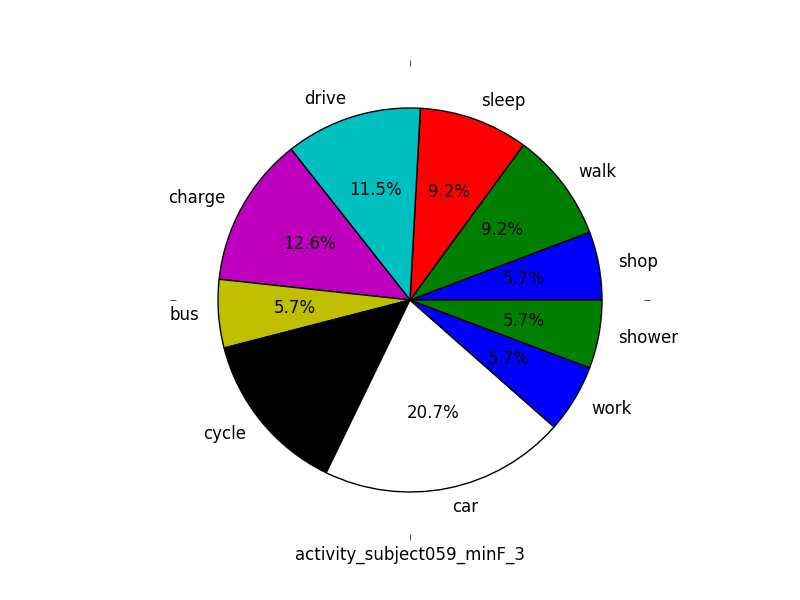 drive
sleep
charge
walk
11.5%
9.2%
12.6%
9.2%
shop
5.7%
bus
5.7%
5.7%
shower
5.7%
work
cycle
20.7%
car
activity_subject059_minF_3